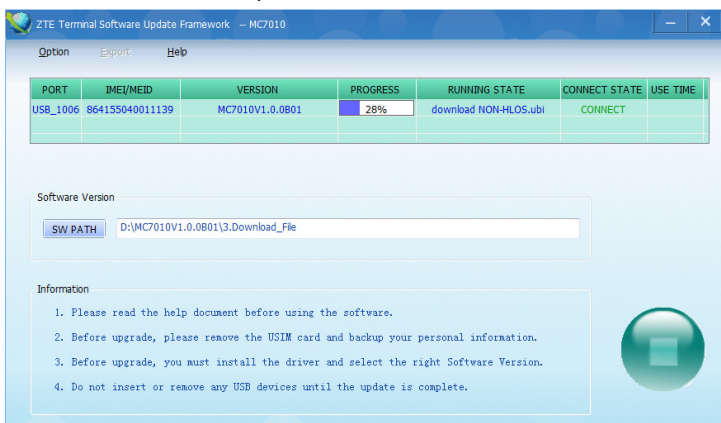 ZTE Terminal Software Update Framework -- MC7010
Option Export Help
PORT IMEI/MEID VERSION PROGRESS RUNNING STATE CONNECT STATE USE TIME
USB_1006 864155040011139 MC7010V1.0.0B01 28% download NON-HLOS.ubi CONNECT
Software Version
SW PATH D:\MC7010V1.0.0B01\3.Download_File
Information
1. Please read the help document before using the software.
2. Before upgrade, please remove the USIM card and backup your personal information.
3. Before upgrade, you must install the driver and select the right Software Version.
4. Do not insert or remove any USB devices until the update is complete.